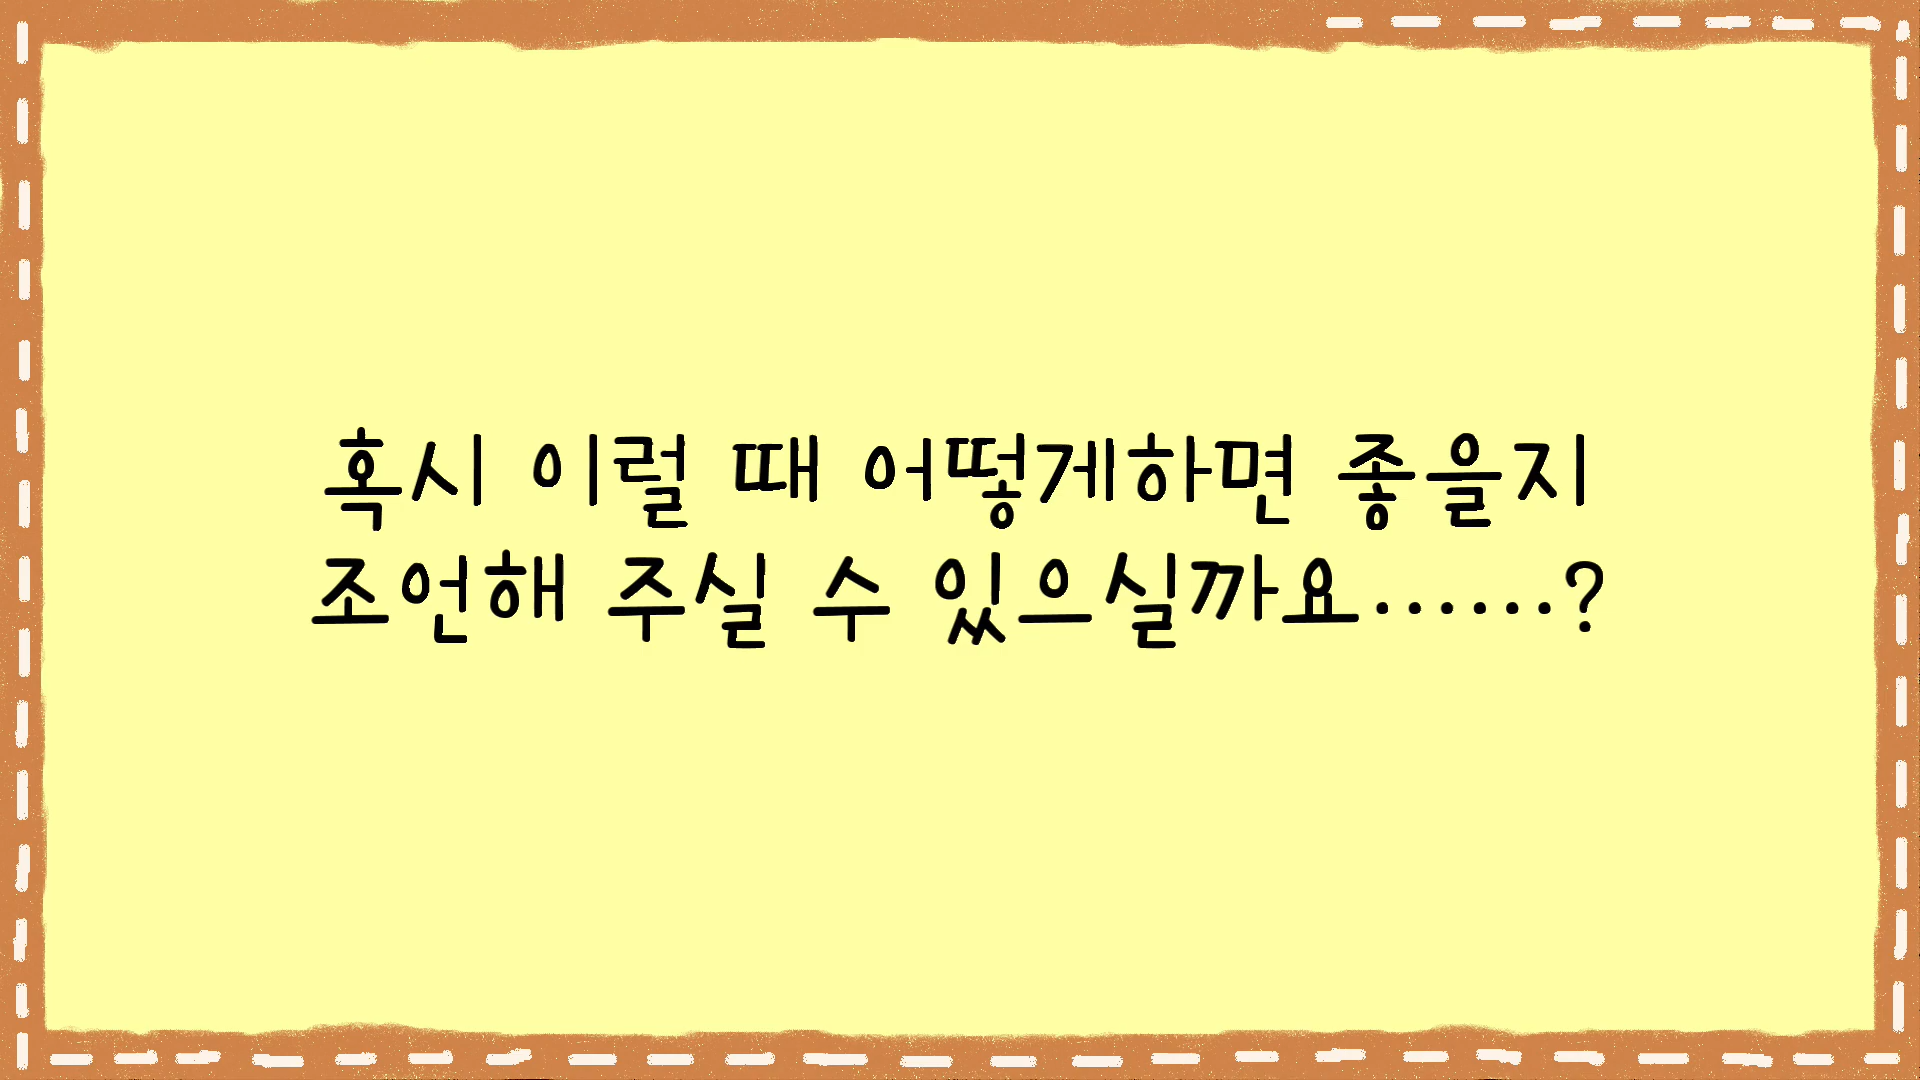 혹시 이럴 때 어떻게하면 좋을지
조언해 주실 수 있으실까요......?